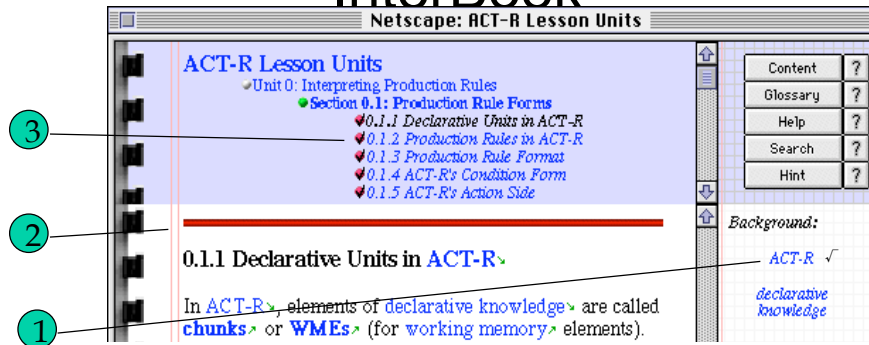 InterBook
Netscape: ACT-R Lesson Units
ACT-R Lesson Units
Unit 0: Interpreting Production Rules
Section 0.1: Production Rule Forms
0.1.1 Declarative Units in ACT-R
0.1.2 Production Rules in ACT-R
0.1.3 Production Rule Format
0.1.4 ACT-R's Condition Form
0.1.5 ACT-R's Action Side
Content ?
Glossary ?
Help ?
Search ?
Hint ?
3
2
1
0.1.1 Declarative Units in ACT-R
In ACT-R, elements of declarative knowledge are called
chunks or WMEs (for working memory elements).
Background:
ACT-R √
declarative
knowledge